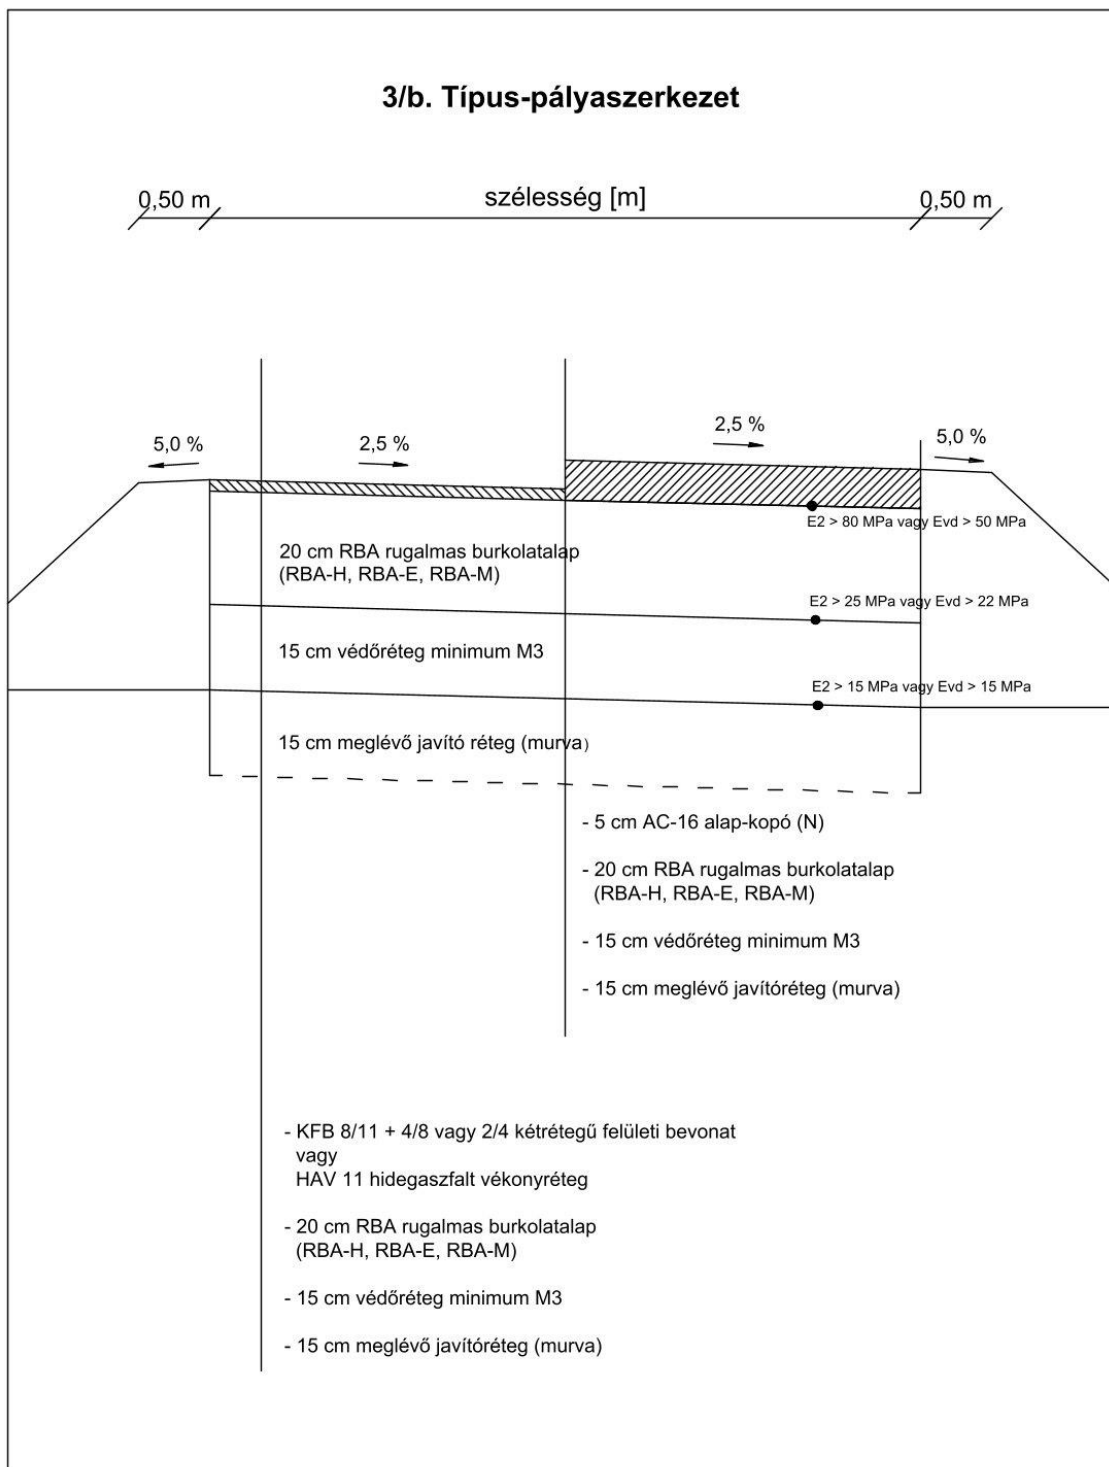 3/b. Típus-pályaszerkezet
0,50 m
szélesség [m]
0,50 m
5,0 %
2,5 %
2,5 %
5,0 %
E2 > 80 MPa vagy Evd > 50 MPa
20 cm RBA rugalmas burkolatalap
(RBA-H, RBA-E, RBA-M)
E2 > 25 MPa vagy Evd > 22 MPa
15 cm védőréteg minimum M3
E2 > 15 MPa vagy Evd > 15 MPa
15 cm meglévő javító réteg (murva)
- 5 cm AC-16 alap-kopó (N)
- 20 cm RBA rugalmas burkolatalap
(RBA-H, RBA-E, RBA-M)
- 15 cm védőréteg minimum M3
- 15 cm meglévő javítóréteg (murva)
- KFB 8/11 + 4/8 vagy 2/4 kétrétegű felületi bevonat
vagy
HAV 11 hidegaszfalt vékonyréteg
- 20 cm RBA rugalmas burkolatalap
(RBA-H, RBA-E, RBA-M)
- 15 cm védőréteg minimum M3
- 15 cm meglévő javítóréteg (murva)